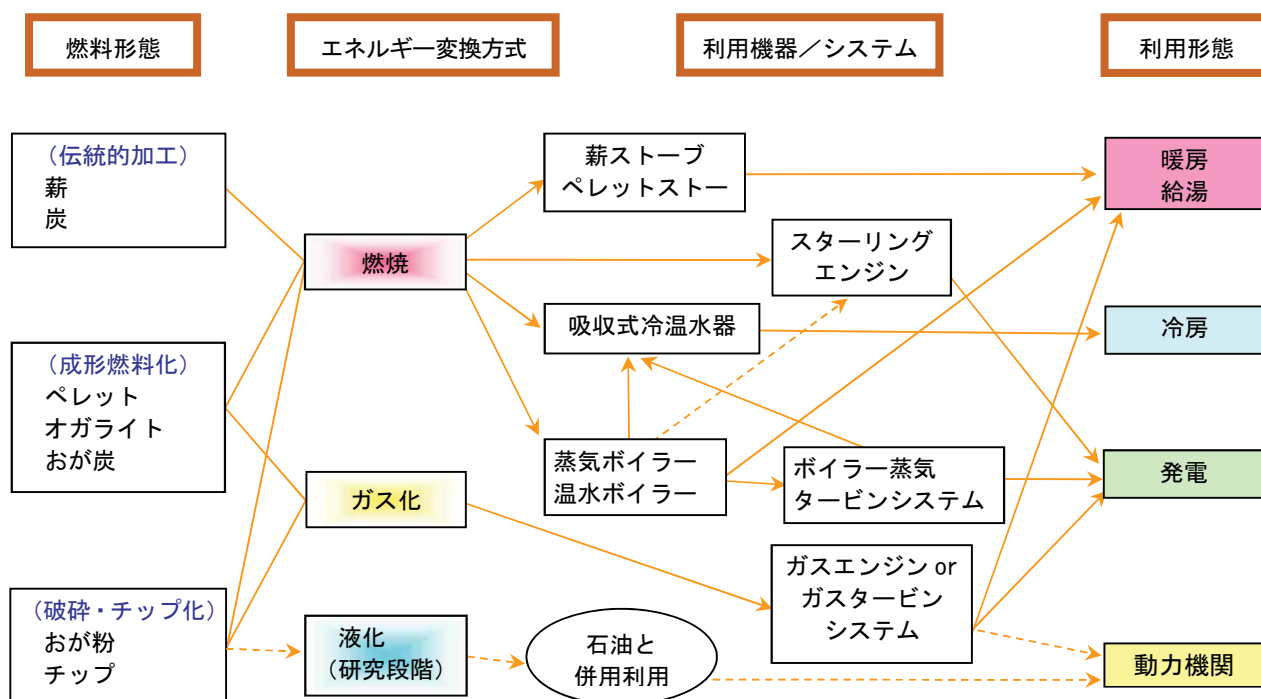 燃料形態
エネルギー変換方式
利用機器／システム
利用形態
（伝統的加工）
薪
炭
（成形燃料化）
ペレット
オガライト
おが炭
（破砕・チップ化）
おが粉
チップ
燃焼
ガス化
液化
（研究段階）
薪ストーブ
ペレットストー
スターリング
エンジン
吸収式冷温水器
蒸気ボイラー
温水ボイラー
ボイラー蒸気
タービンシステム
ガスエンジン or
ガスタービン
システム
石油と
併用利用
暖房
給湯
冷房
発電
動力機関